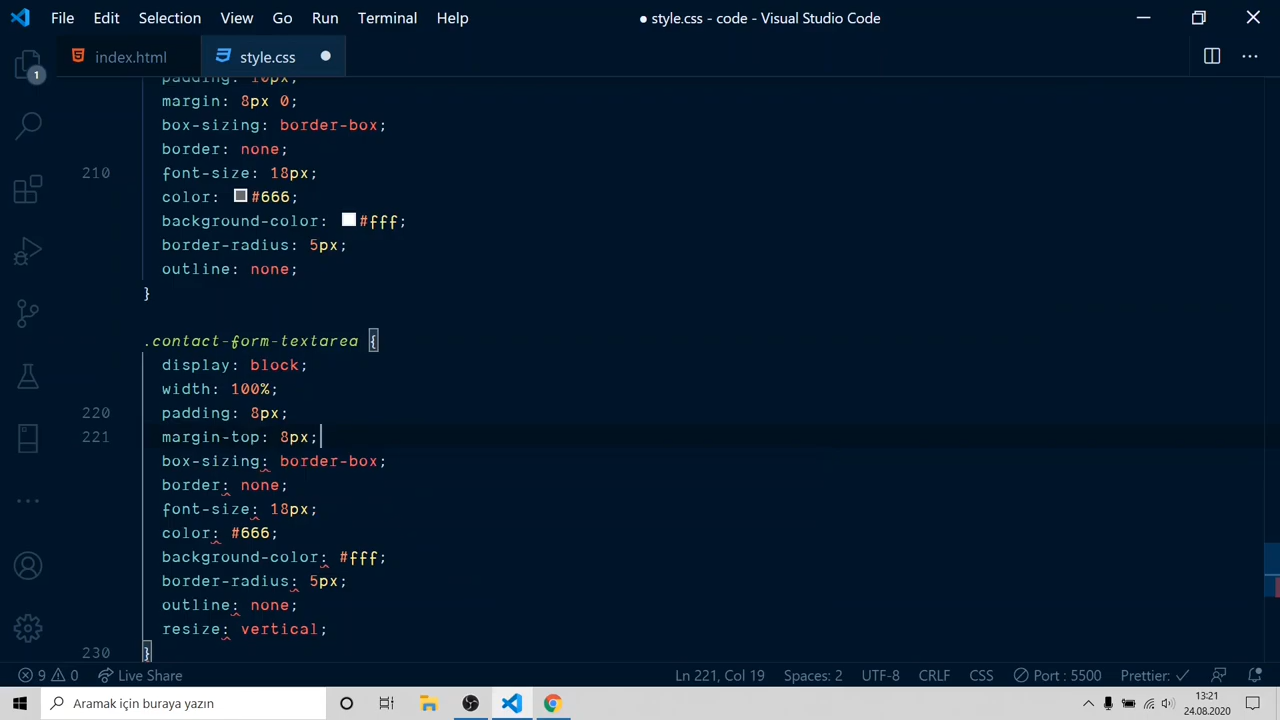 File Edit Selection View Go Run Terminal Help ● style.css - code - Visual Studio Code
index.html style.css
1
padding: 10px;
margin: 8px 0;
box-sizing: border-box;
border: none;
210 font-size: 18px;
color: #666;
background-color: #fff;
border-radius: 5px;
outline: none;
}
.contact-form-textarea {
display: block;
width: 100%;
220 padding: 8px;
221 margin-top: 8px;
box-sizing: border-box;
border: none;
font-size: 18px;
color: #666;
background-color: #fff;
border-radius: 5px;
outline: none;
resize: vertical;
230 }
9 0 Live Share Ln 221, Col 19 Spaces: 2 UTF-8 CRLF CSS Port : 5500 Prettier: ✓
Aramak için buraya yazın 13:21
24.08.2020